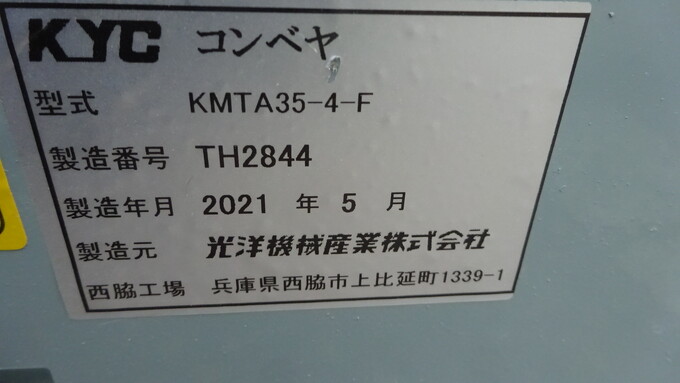 KYC コンベヤ
型式 KMTA35-4-F
製造番号 TH2844
製造年月 2021 年 5 月
製造元 光洋機械産業株式会社
西脇工場 兵庫県西脇市上比延町1339-1